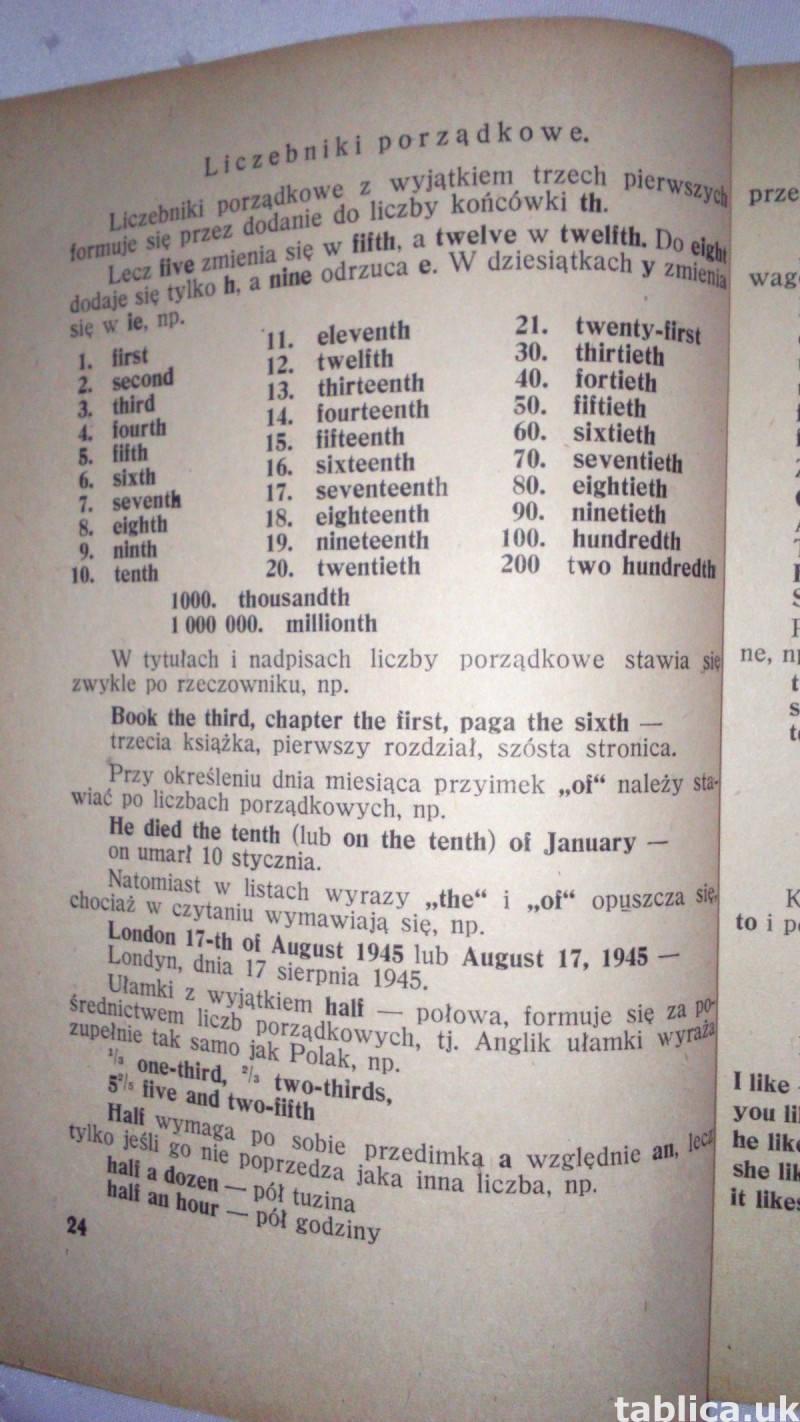 Liczebniki porządkowe.
Liczebniki porządkowe z wyjątkiem trzech pierwszych
formuje się przez dodanie do liczby końcówki th.
Lecz five zmienia się w fifth, a twelve w twelfth. Do eight
dodaje się tylko h, a nine odrzuca e. W dziesiątkach y zmienia
się w ie, np.
1. first
2. second
3. third
4. fourth
5. fifth
6. sixth
7. seventh
8. eighth
9. ninth
10. tenth
11. eleventh
12. twelfth
13. thirteenth
14. fourteenth
15. fifteenth
16. sixteenth
17. seventeenth
18. eighteenth
19. nineteenth
20. twentieth
21. twenty-first
30. thirtieth
40. fortieth
50. fiftieth
60. sixtieth
70. seventieth
80. eightieth
90. ninetieth
100. hundredth
200 two hundredth
1000. thousandth
1 000 000. millionth
W tytułach i nadpisach liczby porządkowe stawia się
zwykle po rzeczowniku, np.
Book the third, chapter the first, paga the sixth —
trzecia książka, pierwszy rozdział, szósta stronica.
Przy określeniu dnia miesiąca przyimek „of“ należy sta-
wiać po liczbach porządkowych, np.
He died the tenth (lub on the tenth) of January —
on umarł 10 stycznia.
Natomiast w listach wyrazy „the“ i „of“ opuszcza się,
chociaż w czytaniu wymawiają się, np.
London 17-th of August 1945 lub August 17, 1945 —
Londyn, dnia 17 sierpnia 1945.
Ułamki z wyjątkiem half — połowa, formuje się za po-
średnictwem liczb porządkowych, tj. Anglik ułamki wyraża
zupełnie tak samo jak Polak, np.
1/3 one-third, 2/3 two-thirds,
5 2/5 five and two-fifth
Half wymaga po sobie przedimka a względnie an, lecz
tylko jeśli go nie poprzedza jaka inna liczba, np.
half a dozen — pół tuzina
half an hour — pół godziny
24
prze
wag
ne, np
to i p
I like
you li
he like
she lik
it likes
tablica.uk